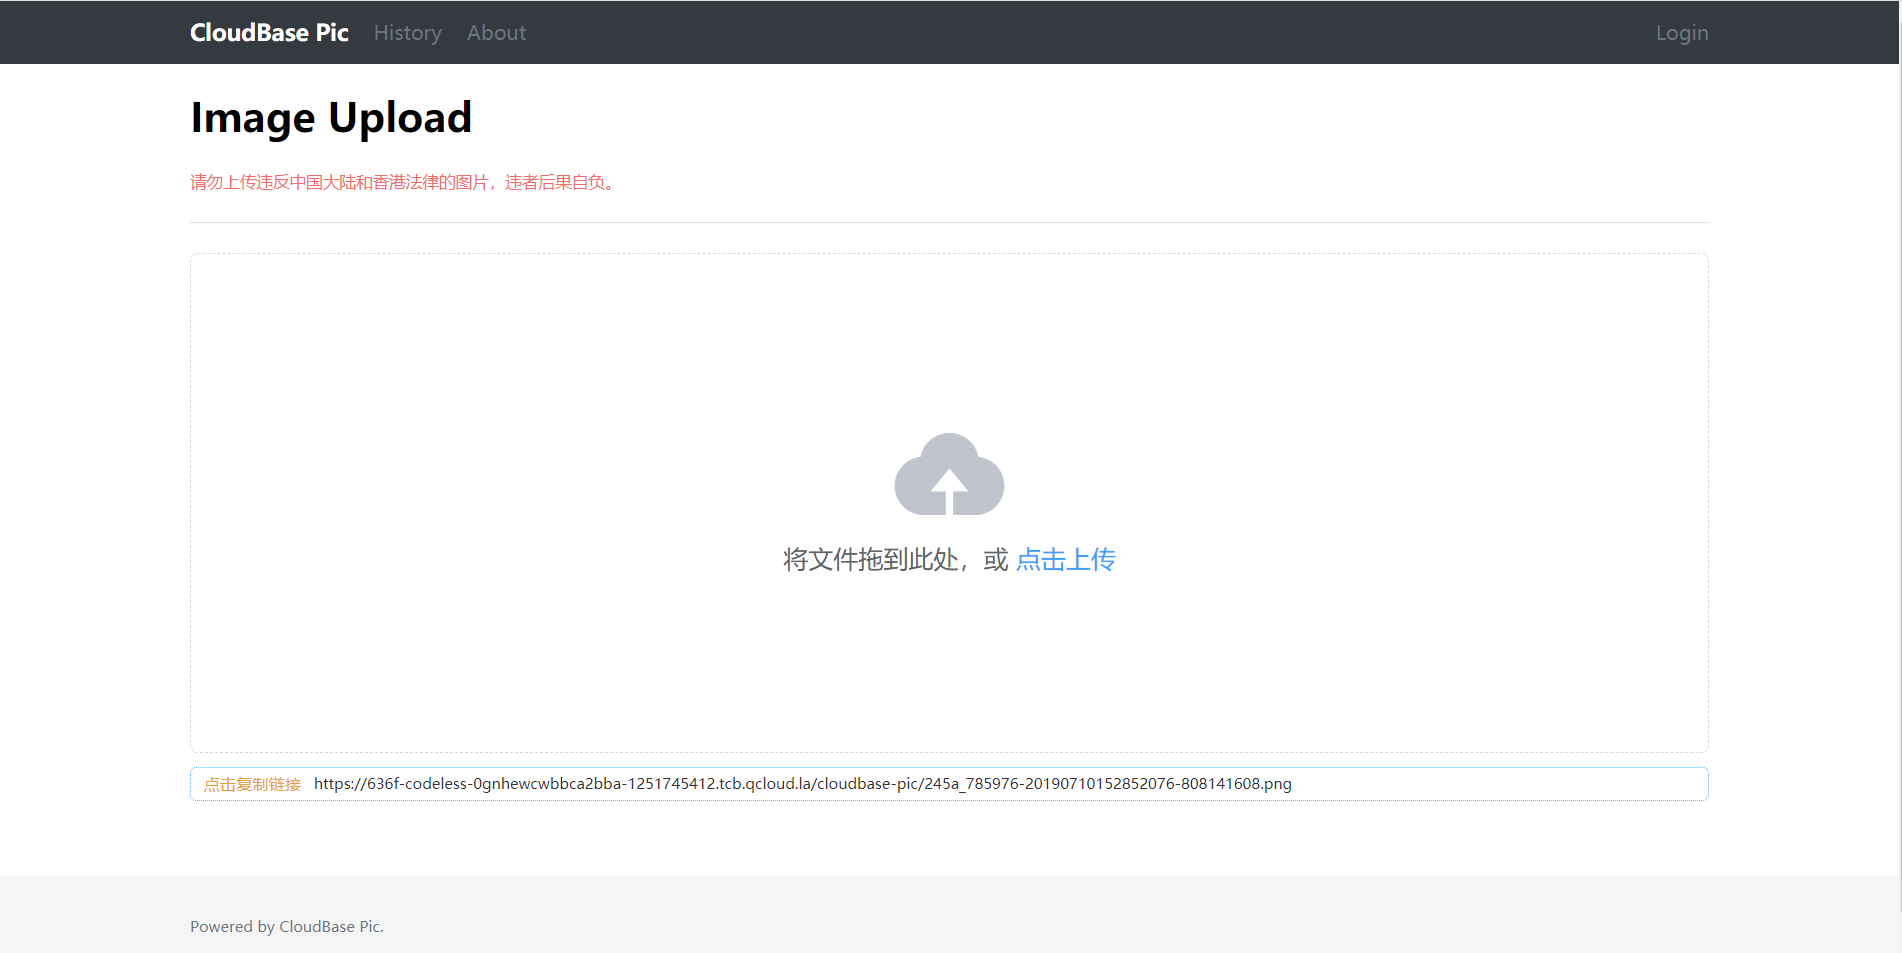 CloudBase Pic History About Login
Image Upload
请勿上传违反中国大陆和香港法律的图片，违者后果自负。
将文件拖到此处，或 点击上传
点击复制链接 https://636f-codeless-0gnhewcwbbca2bba-1251745412.tcb.qcloud.la/cloudbase-pic/245a_785976-20190710152852076-808141608.png
Powered by CloudBase Pic.